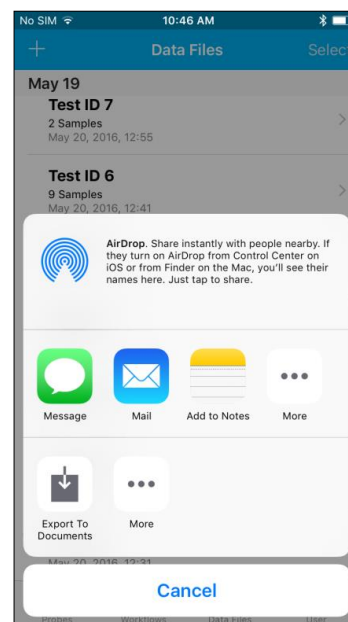 No SIM 10:46 AM
+ Data Files Select
May 19
Test ID 7
2 Samples
May 20, 2016, 12:55
Test ID 6
9 Samples
May 20, 2016, 12:41
AirDrop. Share instantly with people nearby. If
they turn on AirDrop from Control Center on
iOS or from Finder on the Mac, you'll see their
names here. Just tap to share.
Message Mail Add to Notes More
Export To
Documents
More
May 20, 2016, 12:31
Cancel
Probes Workflows Data Files User